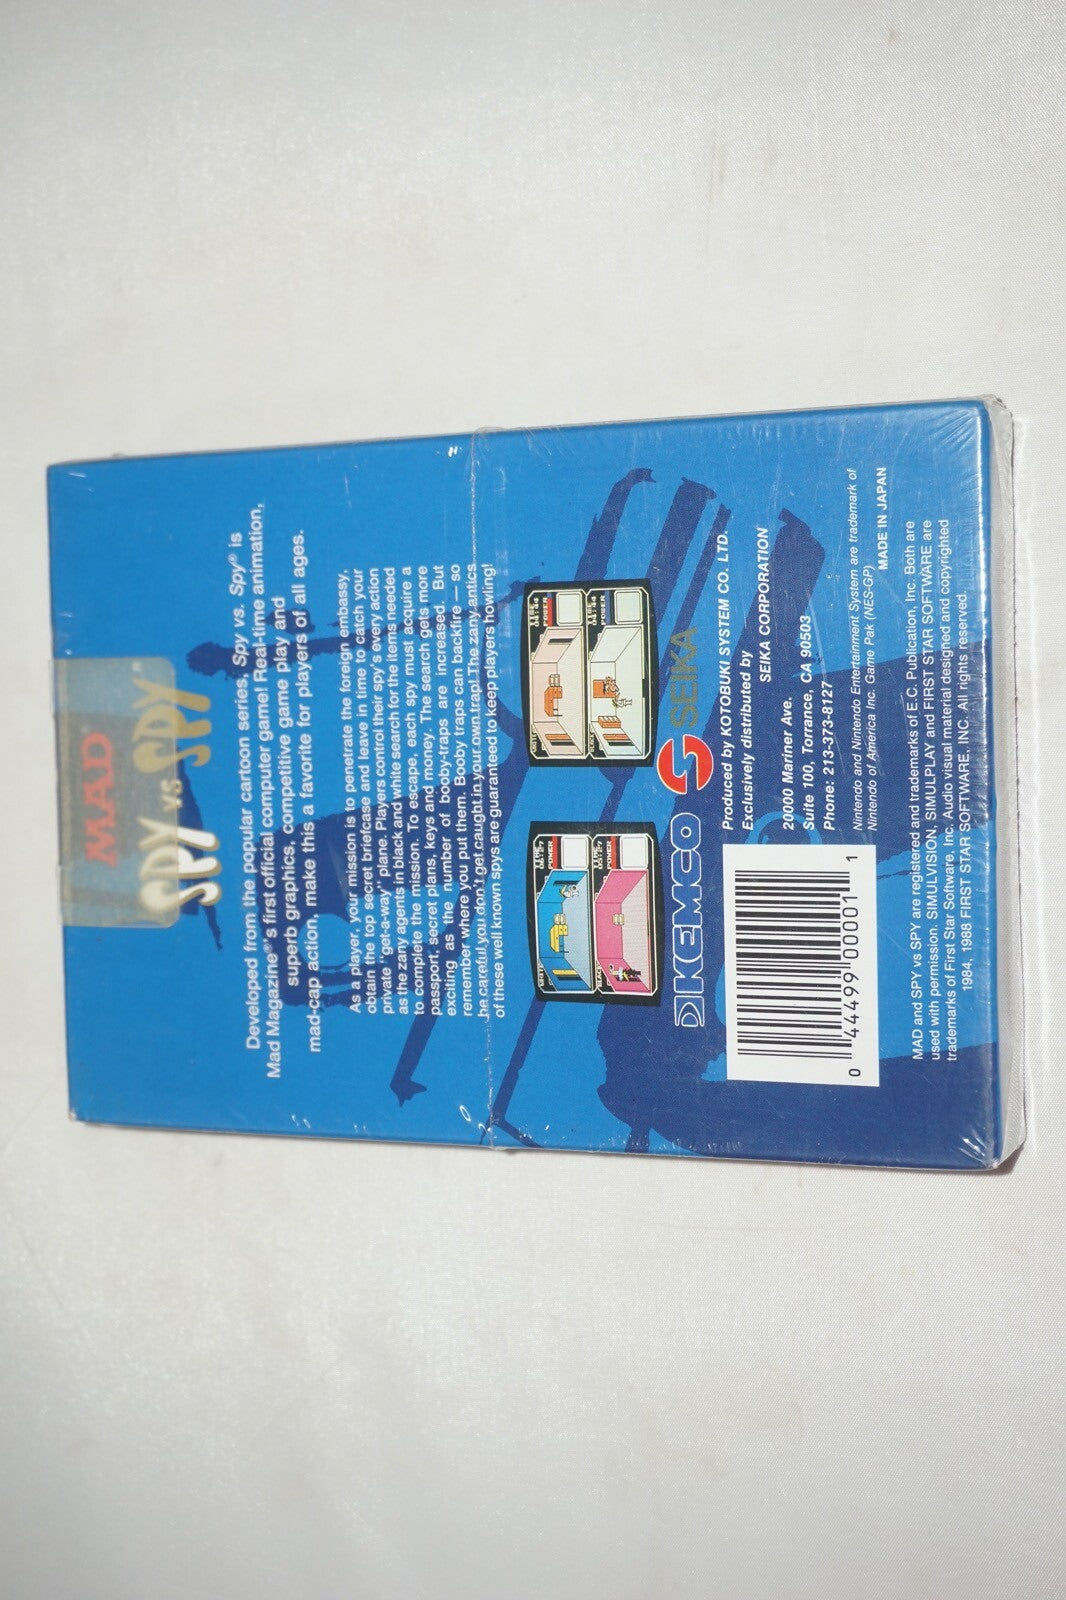 MAD
SPY vs SPY
Developed from the popular cartoon series, Spy vs. Spy® is
Mad Magazine®'s first official computer game! Real-time animation,
superb graphics, competitive game play and
mad-cap action, make this a favorite for players of all ages.
As a player, your mission is to penetrate the foreign embassy,
obtain the top secret briefcase and leave in time to catch your
private "get-a-way" plane. Players control their spy's every action
as the zany agents in black and white search for the items needed
to complete the mission. To escape, each spy must acquire a
passport, secret plans, keys and money. The search gets more
exciting as the number of booby-traps are increased. But
remember where you put them. Booby traps can backfire — so
be careful you don't get caught in your own trap! The zany antics
of these well known spys are guaranteed to keep players howling!
WHITE
TIME
POWER
BLACK
TIME
POWER
WHITE
TIME
POWER
TIME
POWER
KEMCO
SEIKA
Produced by KOTOBUKI SYSTEM CO. LTD.
Exclusively distributed by
SEIKA CORPORATION
20000 Mariner Ave.
Suite 100, Torrance, CA 90503
Phone: 213-373-8127
Nintendo and Nintendo Entertainment System are trademark of
Nintendo of America Inc. Game Pak (NES-GP)
MADE IN JAPAN
0 44499 00001 1
MAD and SPY vs SPY are registered and trademarks of E.C. Publication, Inc. Both are
used with permission. SIMULVISION, SIMULPLAY and FIRST STAR SOFTWARE are
trademarks of First Star Software, Inc. Audio visual material designed and copyrighted
1984, 1988 FIRST STAR SOFTWARE, INC. All rights reserved.